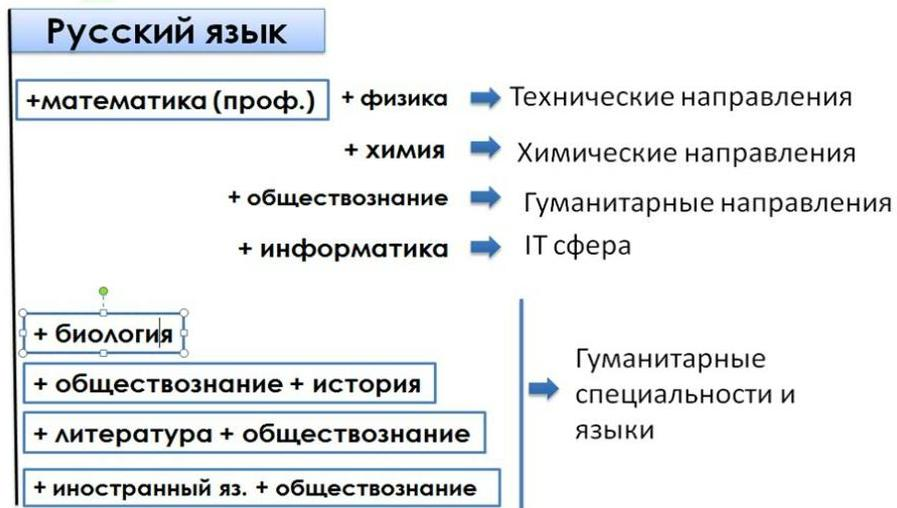 Русский язык
+математика (проф.) + физика Технические направления
+ химия Химические направления
+ обществознание Гуманитарные направления
+ информатика IT сфера
+ биология
+ обществознание + история
+ литература + обществознание
+ иностранный яз. + обществознание
Гуманитарные
специальности и
языки